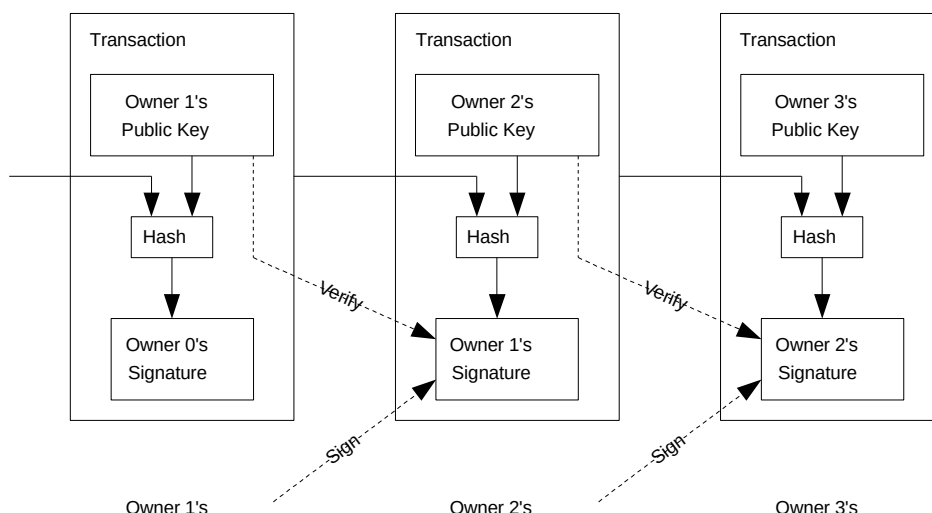 Transaction
Transaction
Transaction
Owner 1's
Public Key
Owner 2's
Public Key
Owner 3's
Public Key
Hash
Hash
Hash
Verify
Verify
Owner 0's
Signature
Owner 1's
Signature
Owner 2's
Signature
Sign
Sign
Owner 1's
Owner 2's
Owner 3's